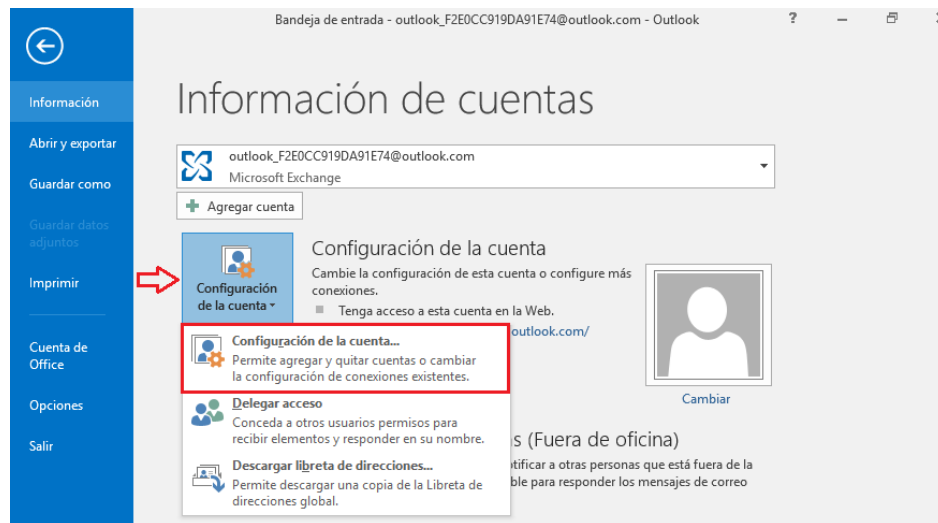 Bandeja de entrada - outlook_F2E0CC919DA91E74@outlook.com - Outlook
?
Información
Abrir y exportar
Guardar como
Guardar datos
adjuntos
Imprimir
Cuenta de
Office
Opciones
Salir
Información de cuentas
outlook_F2E0CC919DA91E74@outlook.com
Microsoft Exchange
Agregar cuenta
Configuración
de la cuenta
Configuración de la cuenta
Cambie la configuración de esta cuenta o configure más
conexiones.
Tenga acceso a esta cuenta en la Web.
outlook.com/
Cambiar
Configuración de la cuenta...
Permite agregar y quitar cuentas o cambiar
la configuración de conexiones existentes.
Delegar acceso
Conceda a otros usuarios permisos para
recibir elementos y responder en su nombre.
Descargar libreta de direcciones...
Permite descargar una copia de la Libreta de
direcciones global.
s (Fuera de oficina)
otificar a otras personas que está fuera de la
ble para responder los mensajes de correo